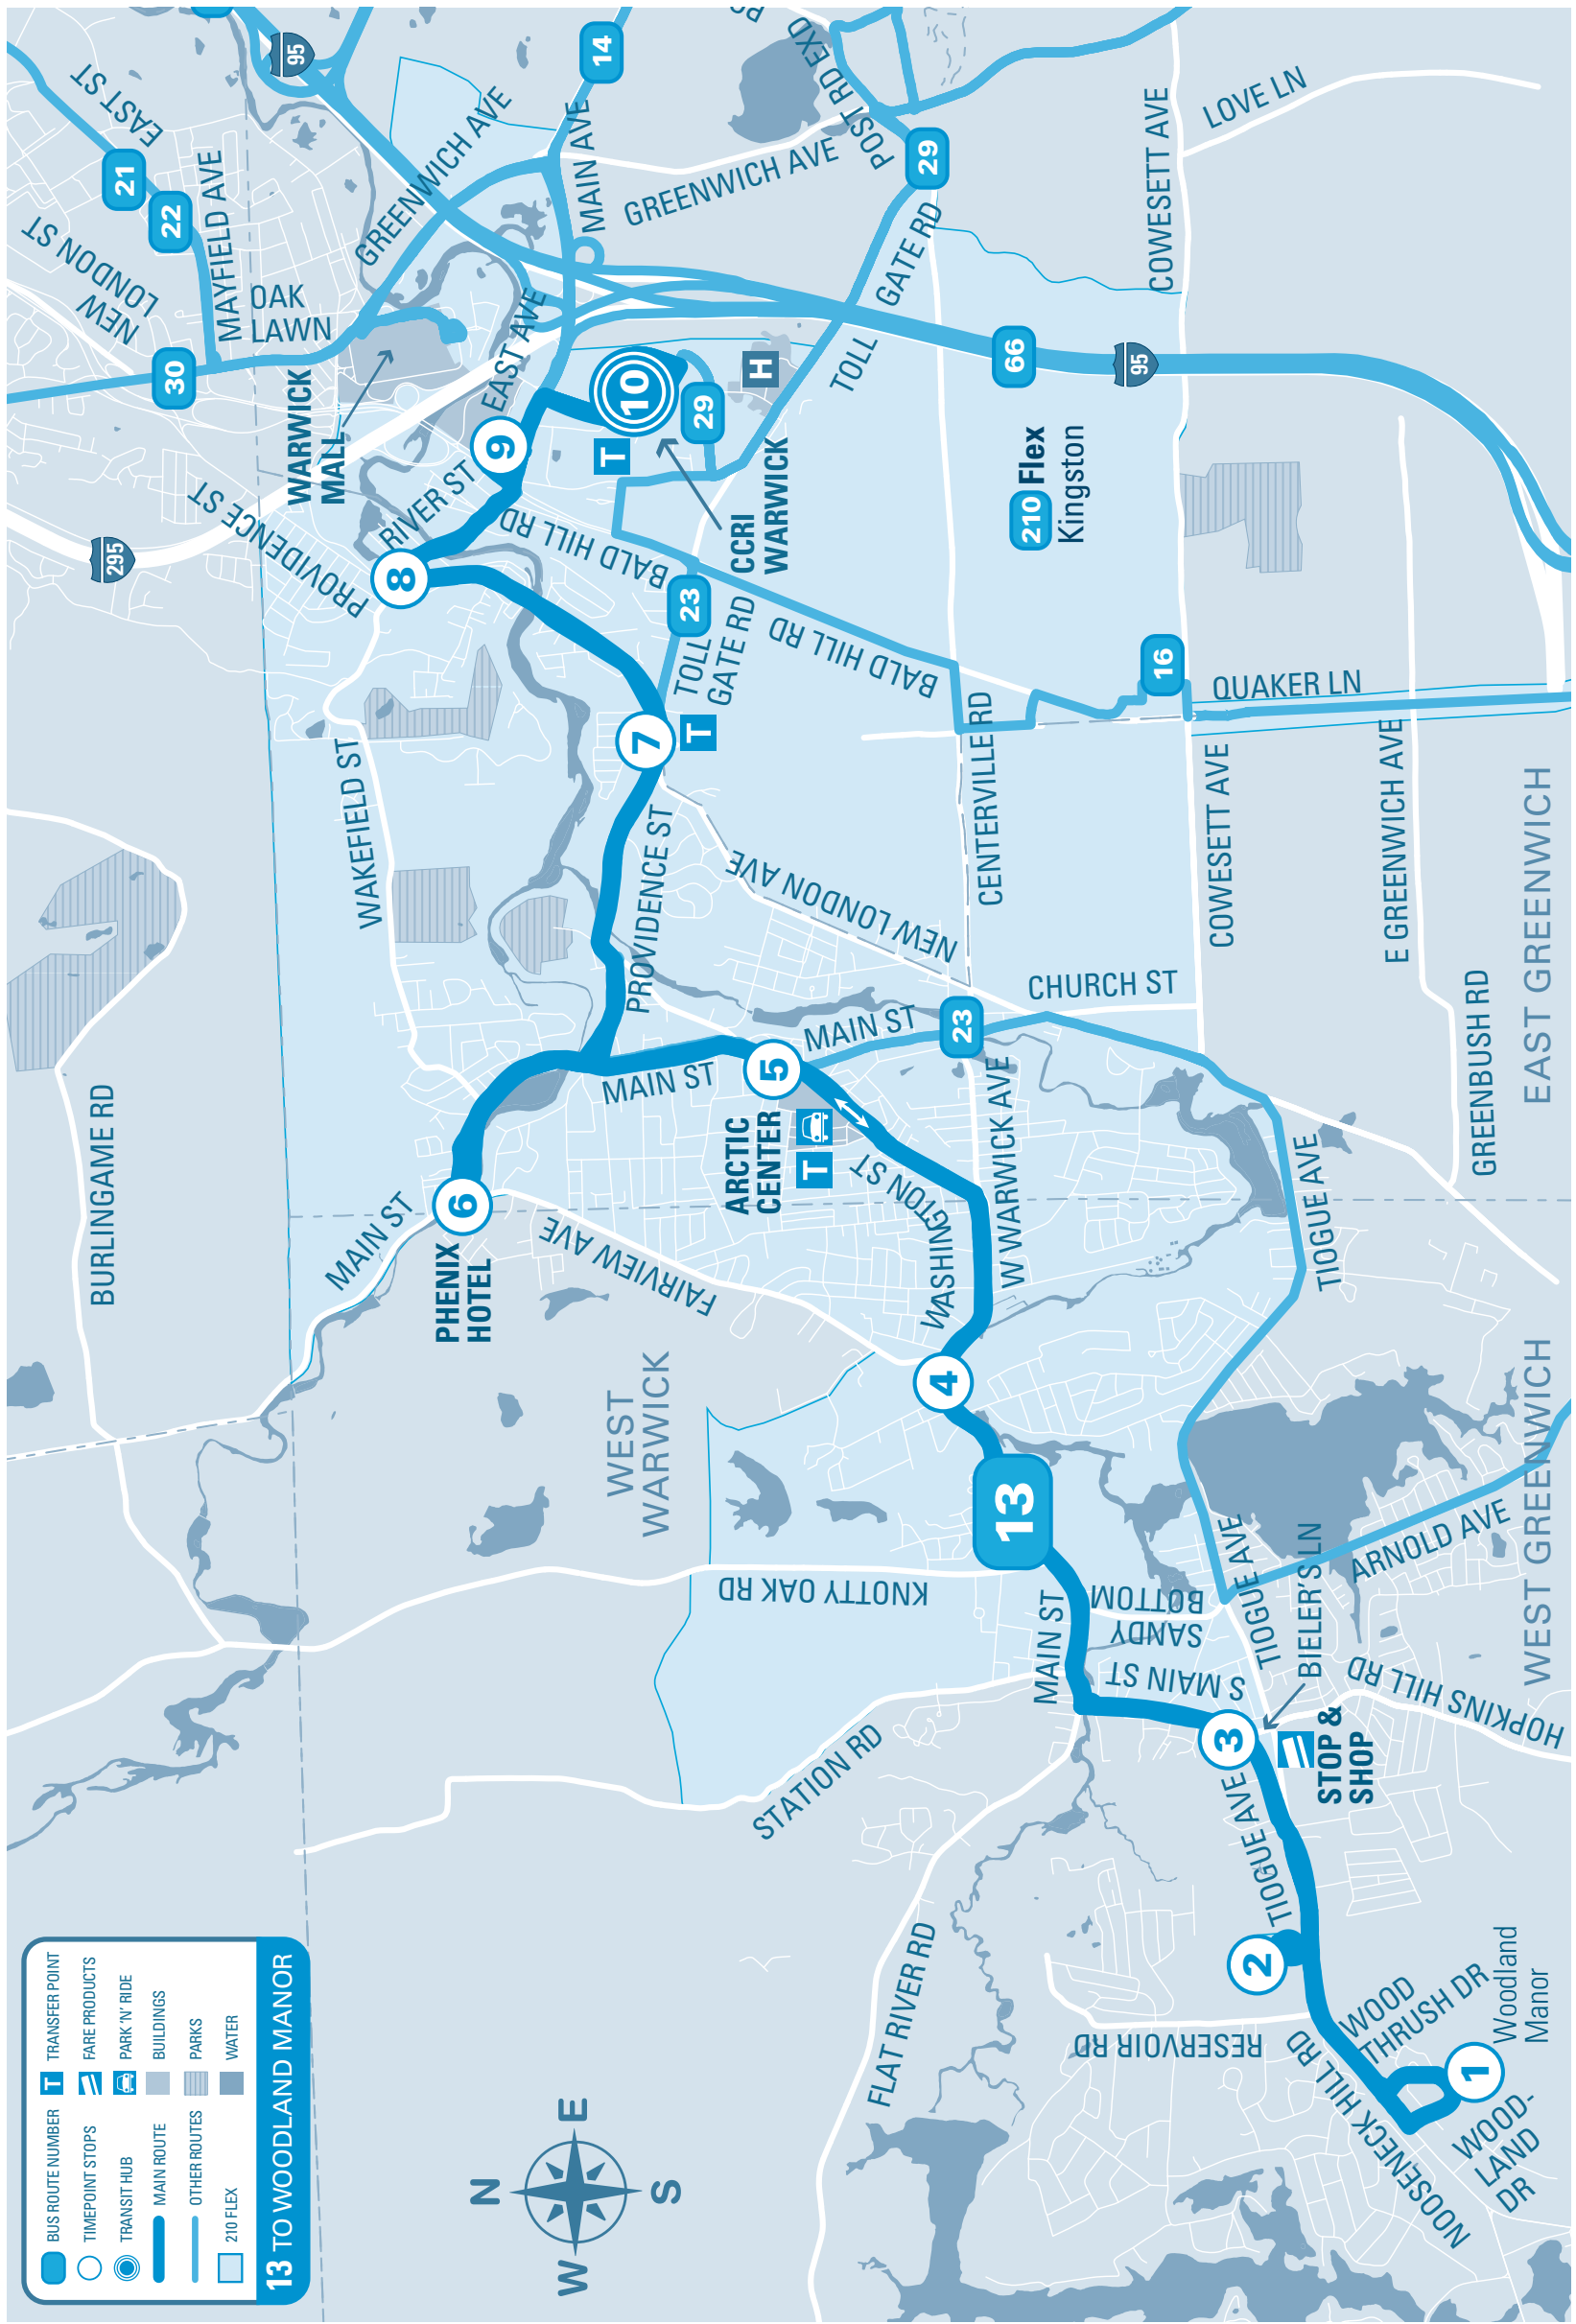 BUS ROUTE NUMBER
TIMEPOINT STOPS
TRANSIT HUB
MAIN ROUTE
OTHER ROUTES
210 FLEX
T TRANSFER POINT
FARE PRODUCTS
PARK 'N' RIDE
BUILDINGS
PARKS
WATER
13 TO WOODLAND MANOR
N
E
S
W
BURLINGAME RD
295
95
EAST ST
21
22
NEW
LONDON ST
30
MAYFIELD AVE
OAK
LAWN
WARWICK
MALL
PROVIDENCE ST
GREENWICH AVE
14
MAIN AVE
GREENWICH AVE
POST RD EXD
29
GATE RD
TOLL
EAST AVE
RIVER ST
8
9
10
T
29
H
CCRI
WARWICK
BALD HILL RD
23
TOLL
GATE RD
BALD HILL RD
WAKEFIELD ST
7
T
PROVIDENCE ST
NEW LONDON AVE
MAIN ST
6
PHENIX
HOTEL
FAIRVIEW AVE
MAIN ST
5
ARCTIC
CENTER
T
MAIN ST
23
WASHINGTON ST
W WARWICK AVE
WEST
WARWICK
4
13
KNOTTY OAK RD
STATION RD
FLAT RIVER RD
MAIN ST
SANDY
BOTTOM
S MAIN ST
3
TIOGUE AVE
BIELER'S LN
STOP &
SHOP
HOPKINS HILL RD
ARNOLD AVE
TIOGUE AVE
2
RESERVOIR RD
NOOSENECK HILL RD
WOOD
THRUSH DR
1
WOOD-
LAND
DR
Woodland
Manor
WEST GREENWICH
TIOGUE AVE
GREENBUSH RD
EAST GREENWICH
CHURCH ST
CENTERVILLE RD
COWESETT AVE
E GREENWICH AVE
16
QUAKER LN
210 Flex
Kingston
66
95
COWESETT AVE
LOVE LN